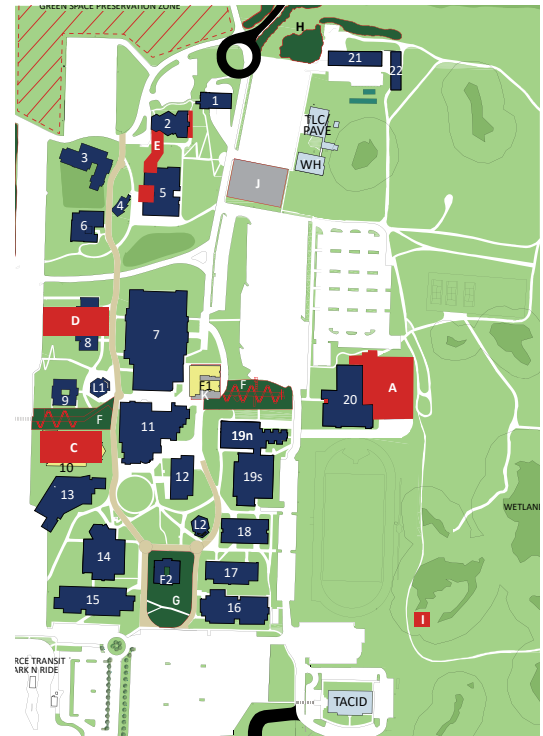 GREEN SPACE PRESERVATION ZONE
H
21
22
1
2
TLC/
PAVE
E
3
WH
J
5
4
6
D
7
8
F1
F
K
A
L1
9
20
F
11
19n
C
10
12
19s
13
WETLAN
L2
18
14
17
F2
15
G
16
I
RCE TRANSIT
ARK N RIDE
TACID